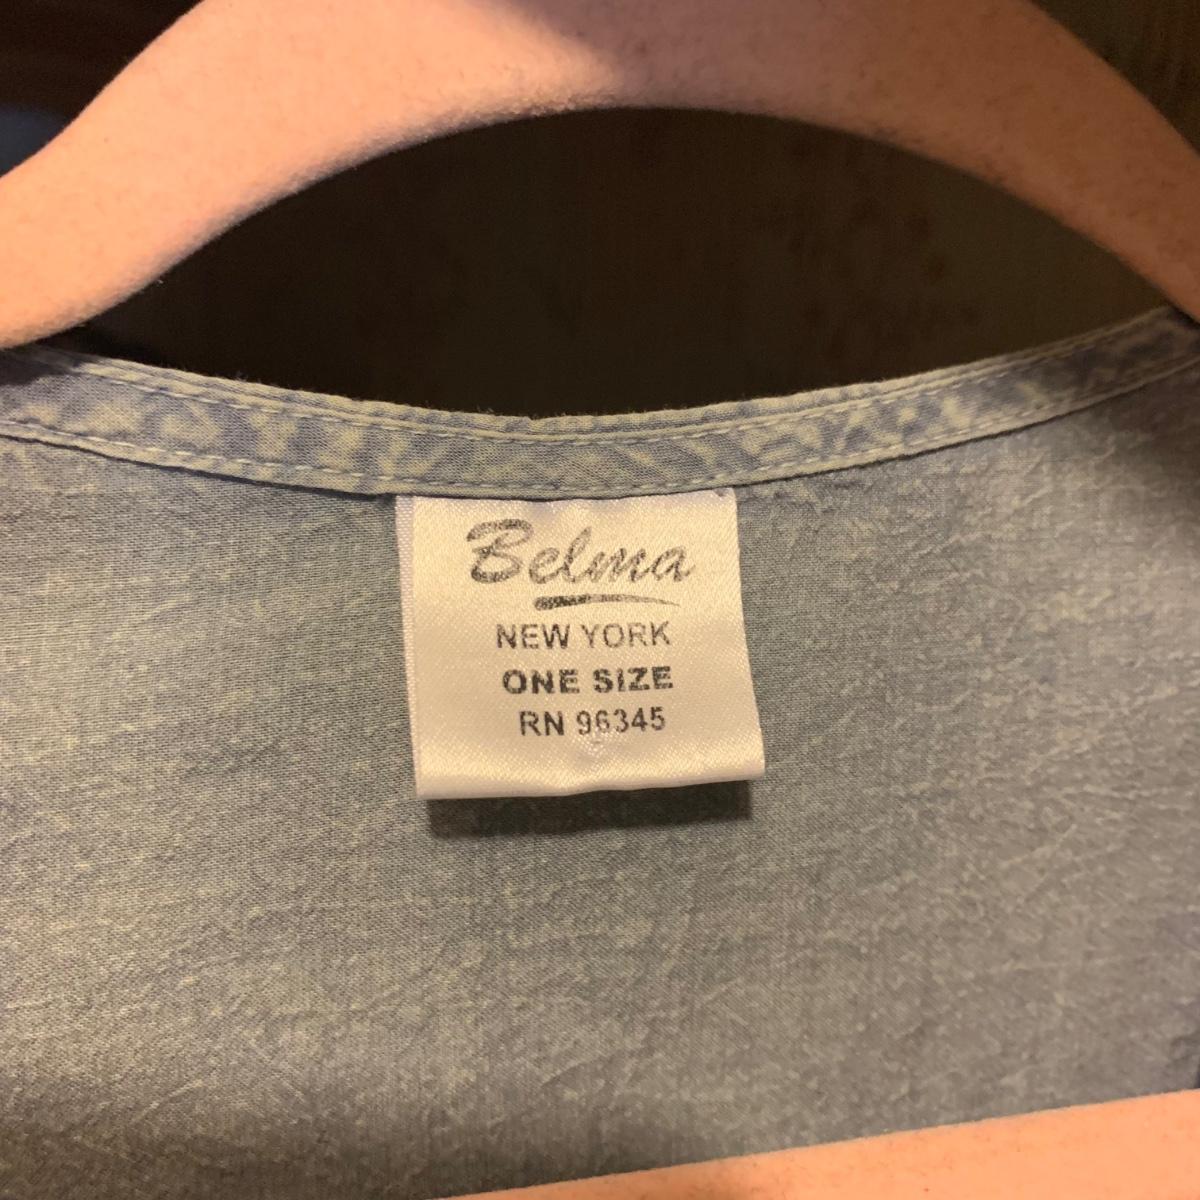 Belma
NEW YORK
ONE SIZE
RN 96345